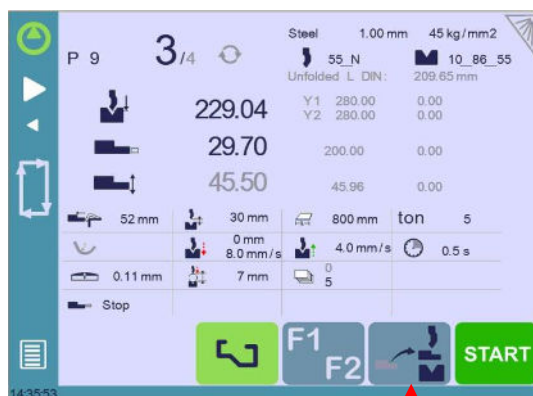 Steel 1.00 mm 45 kg/mm2
P 9 3/4 55_N 10_86_55
Unfolded L DIN: 209.65 mm
229.04 Y1 280.00 0.00
Y2 280.00 0.00
29.70 200.00 0.00
45.50 45.96 0.00
52 mm 30 mm 800 mm ton 5
0 mm
8.0 mm/s 4.0 mm/s 0.5 s
0.11 mm 7 mm 0
5
Stop
F1
F2
START
14:35:53